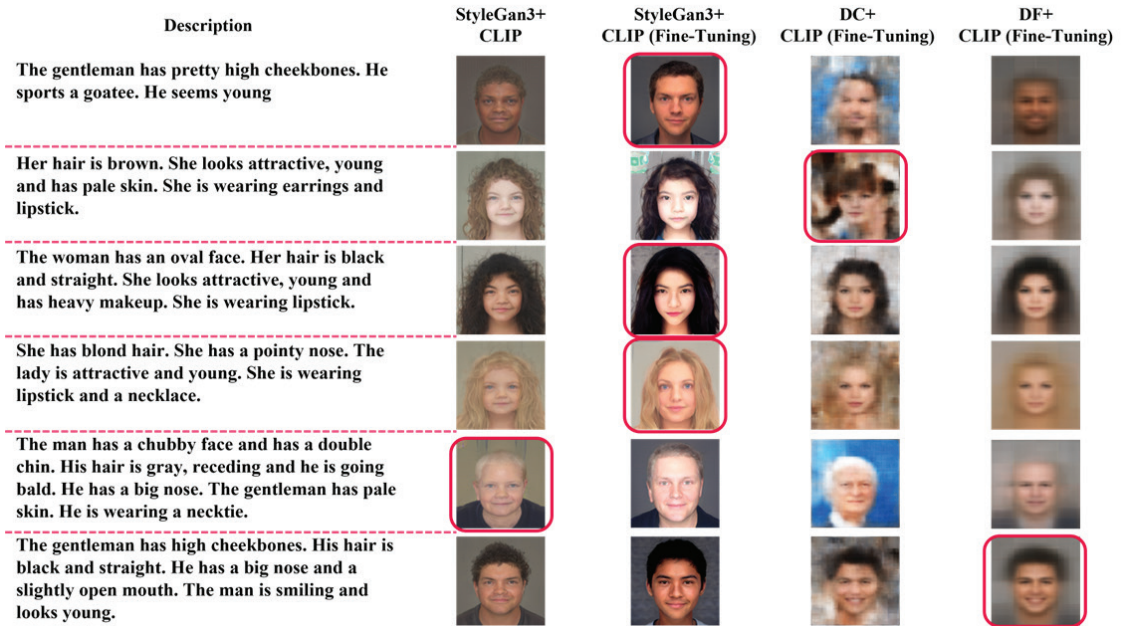 Description
StyleGan3+
CLIP
StyleGan3+
CLIP (Fine-Tuning)
DC+
CLIP (Fine-Tuning)
DF+
CLIP (Fine-Tuning)
The gentleman has pretty high cheekbones. He
sports a goatee. He seems young
Her hair is brown. She looks attractive, young
and has pale skin. She is wearing earrings and
lipstick.
The woman has an oval face. Her hair is black
and straight. She looks attractive, young and
has heavy makeup. She is wearing lipstick.
She has blond hair. She has a pointy nose. The
lady is attractive and young. She is wearing
lipstick and a necklace.
The man has a chubby face and has a double
chin. His hair is gray, receding and he is going
bald. He has a big nose. The gentleman has pale
skin. He is wearing a necktie.
The gentleman has high cheekbones. His hair is
black and straight. He has a big nose and a
slightly open mouth. The man is smiling and
looks young.